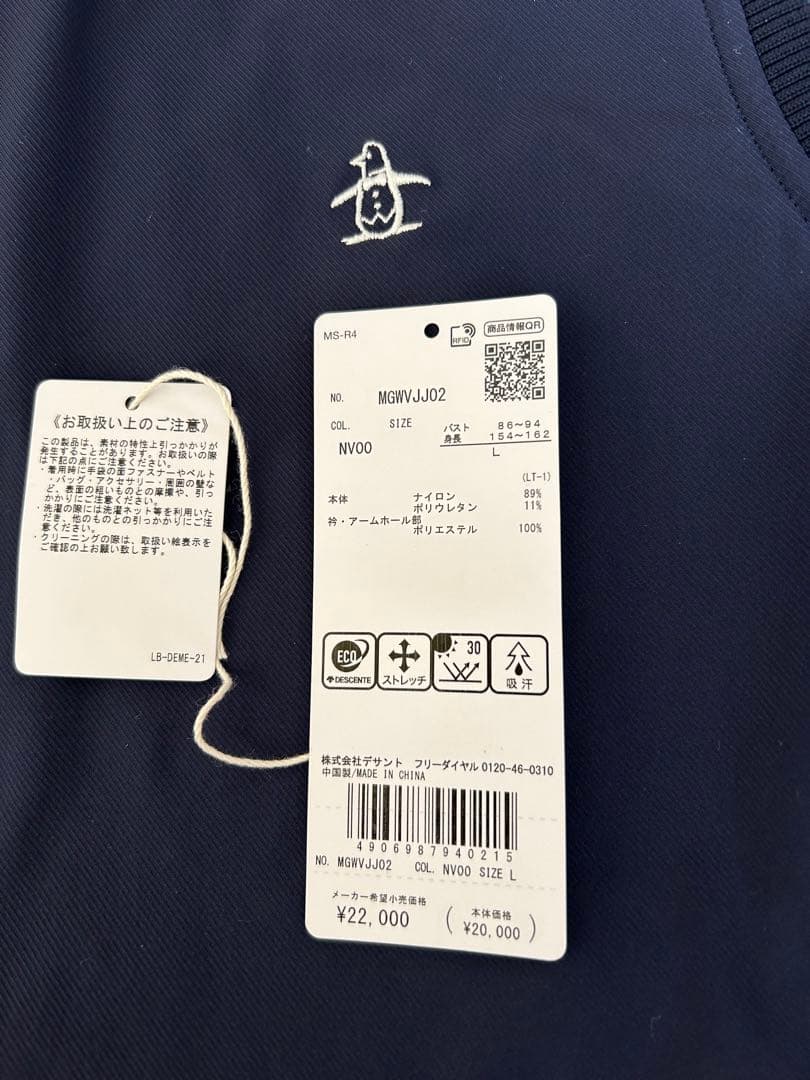 《お取扱い上のご注意》
この製品は、素材の特性上引っかかりが
発生することがあります。お取扱いの際
は下記の点にご注意ください。
・着用時に手袋の面ファスナーやベルト
・バッグ・アクセサリー・周囲の壁な
ど、表面の粗いものとの摩擦や、引っ
かかりにご注意ください。
・洗濯の際には洗濯ネット等を利用いた
だき、他のものとの引っかかりにご注
意ください。
・クリーニングの際は、取扱い絵表示を
ご確認の上お願い致します。
LB-DEME-21
MS-R4
RFID
商品情報QR
NO. MGWVJJ02
COL. SIZE
バスト 86〜94
身長 154〜162
NV00 L
(LT-1)
本体 ナイロン 89%
ポリウレタン 11%
衿・アームホール部
ポリエステル 100%
ECO
DESCENTE
ストレッチ
30
吸汗
株式会社デサント フリーダイヤル 0120-46-0310
中国製/MADE IN CHINA
4906987940215
NO. MGWVJJ02 COL. NV00 SIZE L
メーカー希望小売価格
¥22,000
(本体価格
¥20,000)